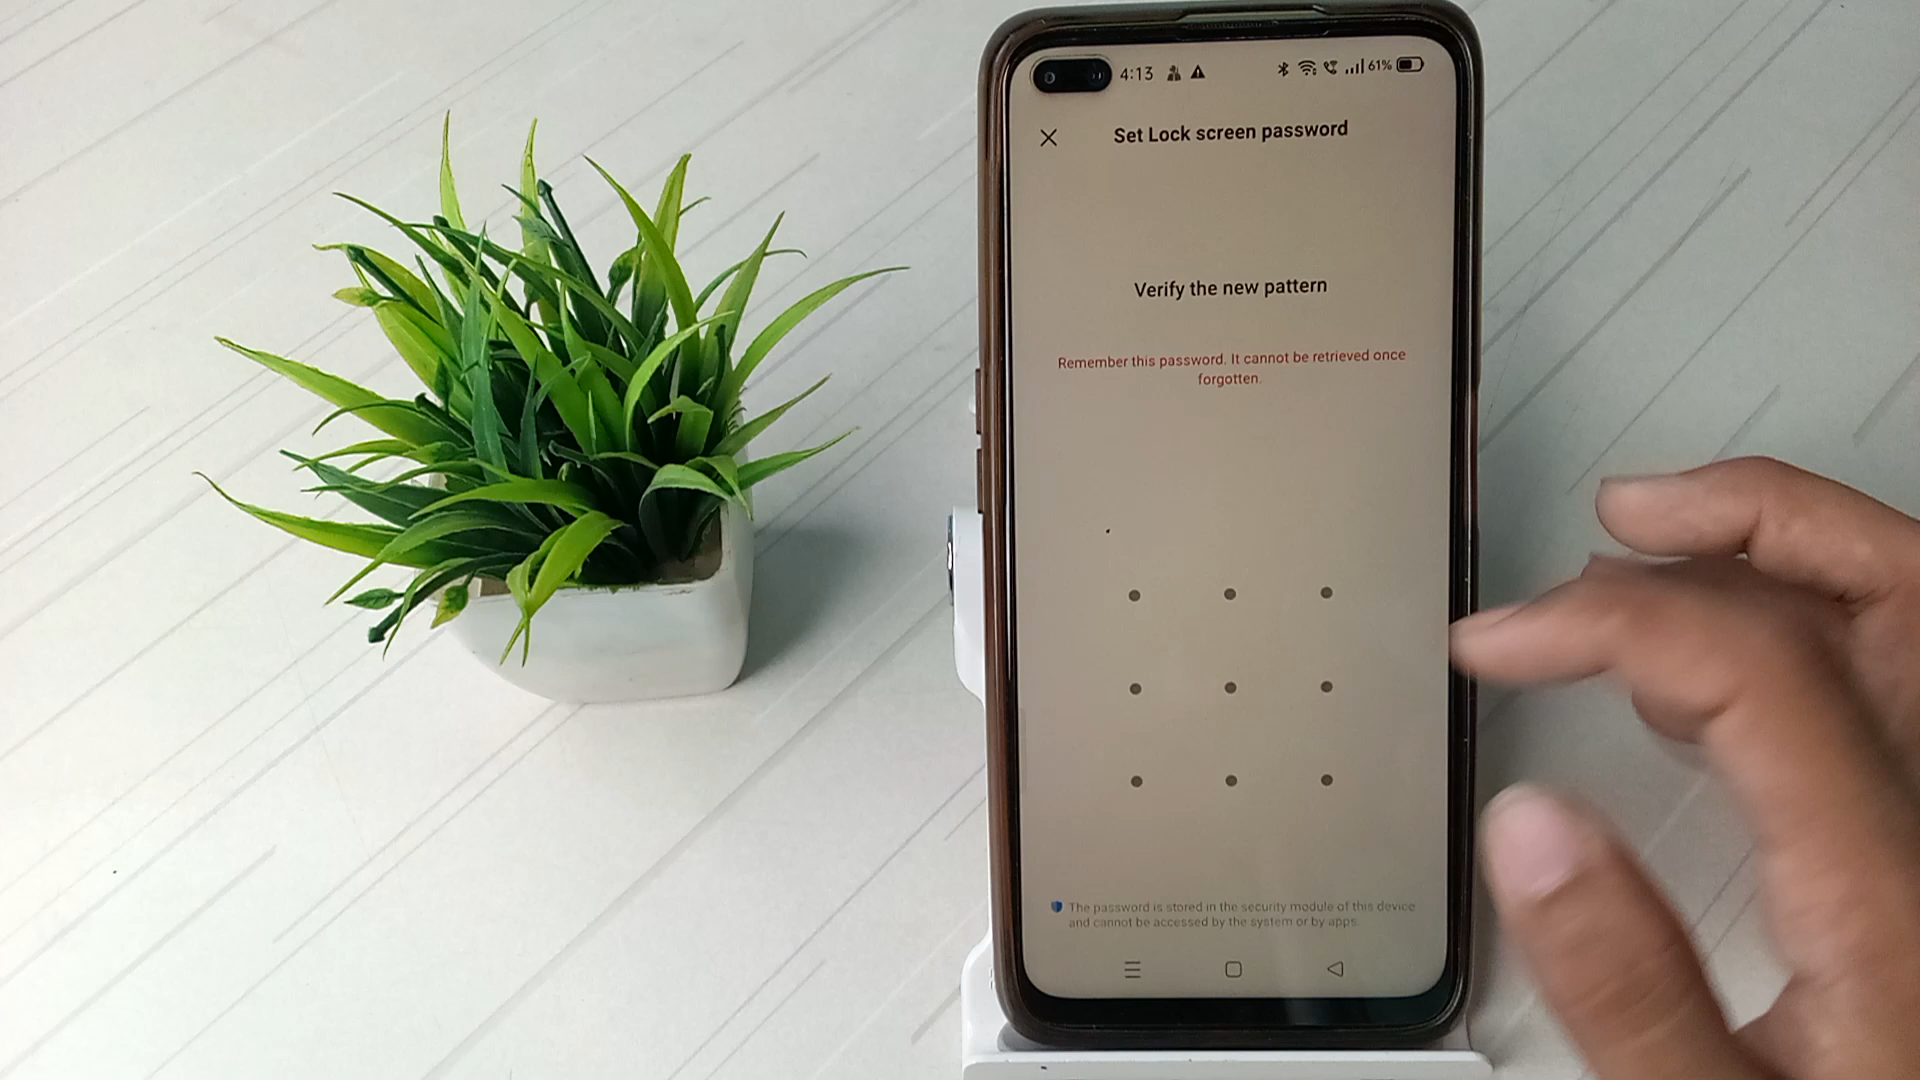 4:13 61%
Set Lock screen password
Verify the new pattern
Remember this password. It cannot be retrieved once
forgotten.
The password is stored in the security module of this device
and cannot be accessed by the system or by apps.